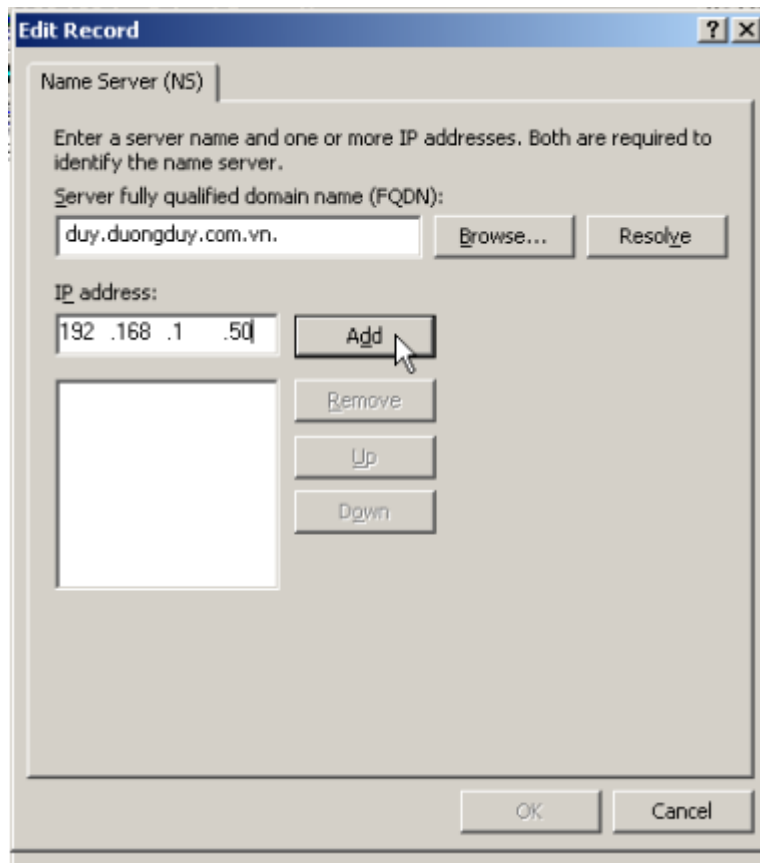 Edit Record
Name Server (NS)
Enter a server name and one or more IP addresses. Both are required to
identify the name server.
Server fully qualified domain name (FQDN):
duy.duongduy.com.vn.
Browse...
Resolve
IP address:
192 .168 .1 .50
Add
Remove
Up
Down
OK
Cancel